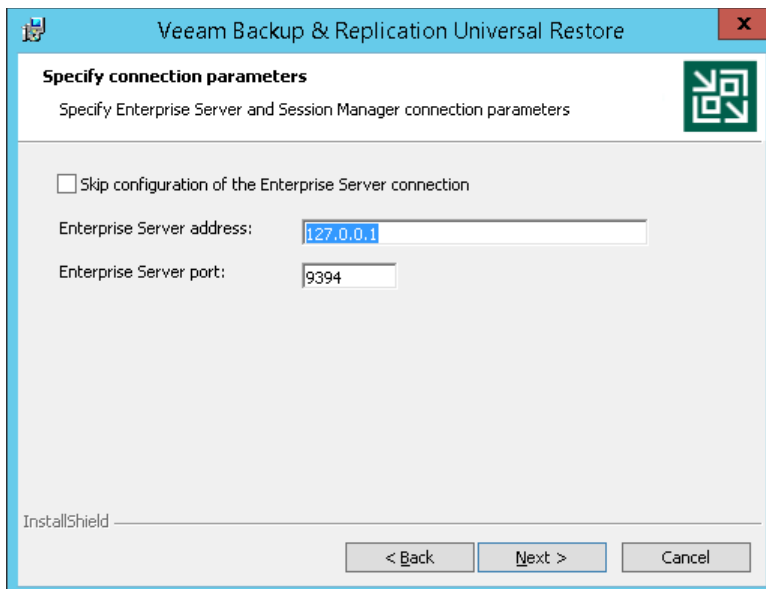 Veeam Backup & Replication Universal Restore
x
Specify connection parameters
Specify Enterprise Server and Session Manager connection parameters
Skip configuration of the Enterprise Server connection
Enterprise Server address: 127.0.0.1
Enterprise Server port: 9394
InstallShield
< Back Next > Cancel